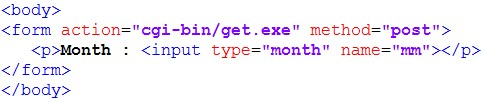 <body>
<form action="cgi-bin/get.exe" method="post">
<p>Month : <input type="month" name="mm"></p>
</form>
</body>